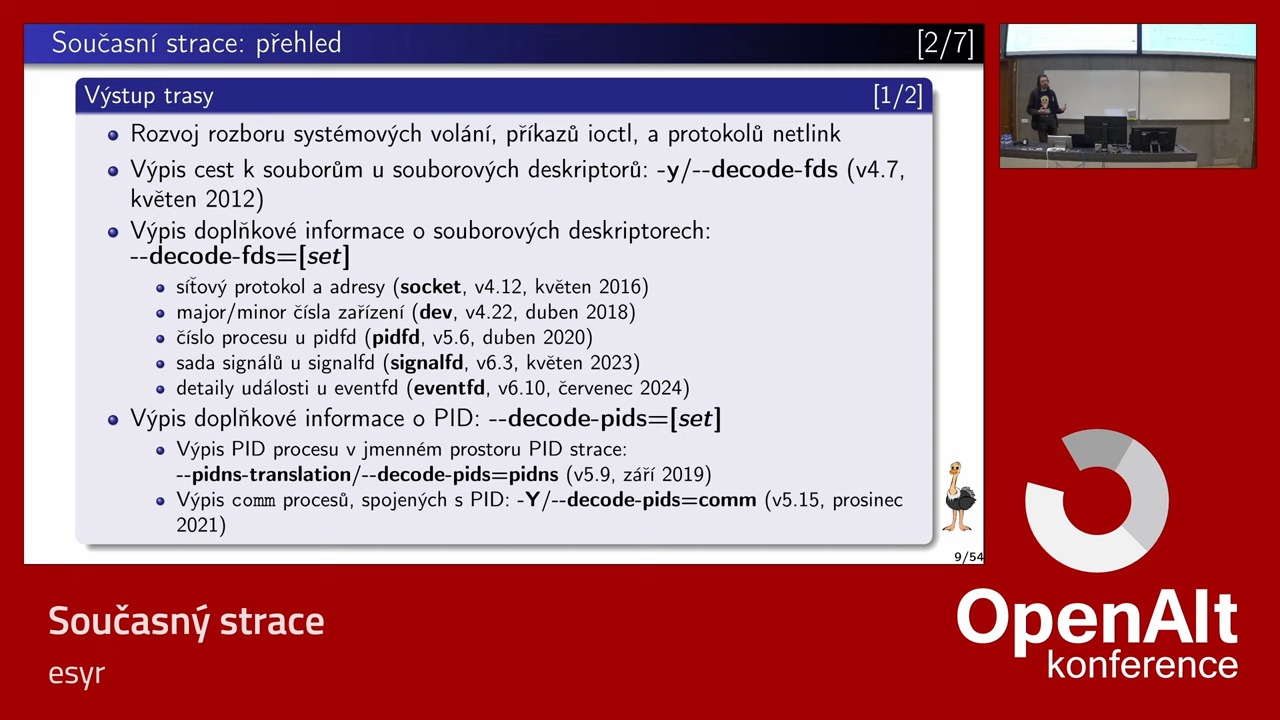 Současní strace: přehled [2/7]
Výstup trasy [1/2]
Rozvoj rozboru systémových volání, příkazů ioctl, a protokolů netlink
Výpis cest k souborům u souborových deskriptorů: -y/--decode-fds (v4.7,
květen 2012)
Výpis doplňkové informace o souborových deskriptorech:
--decode-fds=[set]
síťový protokol a adresy (socket, v4.12, květen 2016)
major/minor čísla zařízení (dev, v4.22, duben 2018)
číslo procesu u pidfd (pidfd, v5.6, duben 2020)
sada signálů u signalfd (signalfd, v6.3, květen 2023)
detaily události u eventfd (eventfd, v6.10, červenec 2024)
Výpis doplňkové informace o PID: --decode-pids=[set]
Výpis PID procesu v jmenném prostoru PID strace:
--pidns-translation/--decode-pids=pidns (v5.9, září 2019)
Výpis comm procesů, spojených s PID: -Y/--decode-pids=comm (v5.15, prosinec
2021)
9/54
Současný strace
esyr
OpenAlt
konference